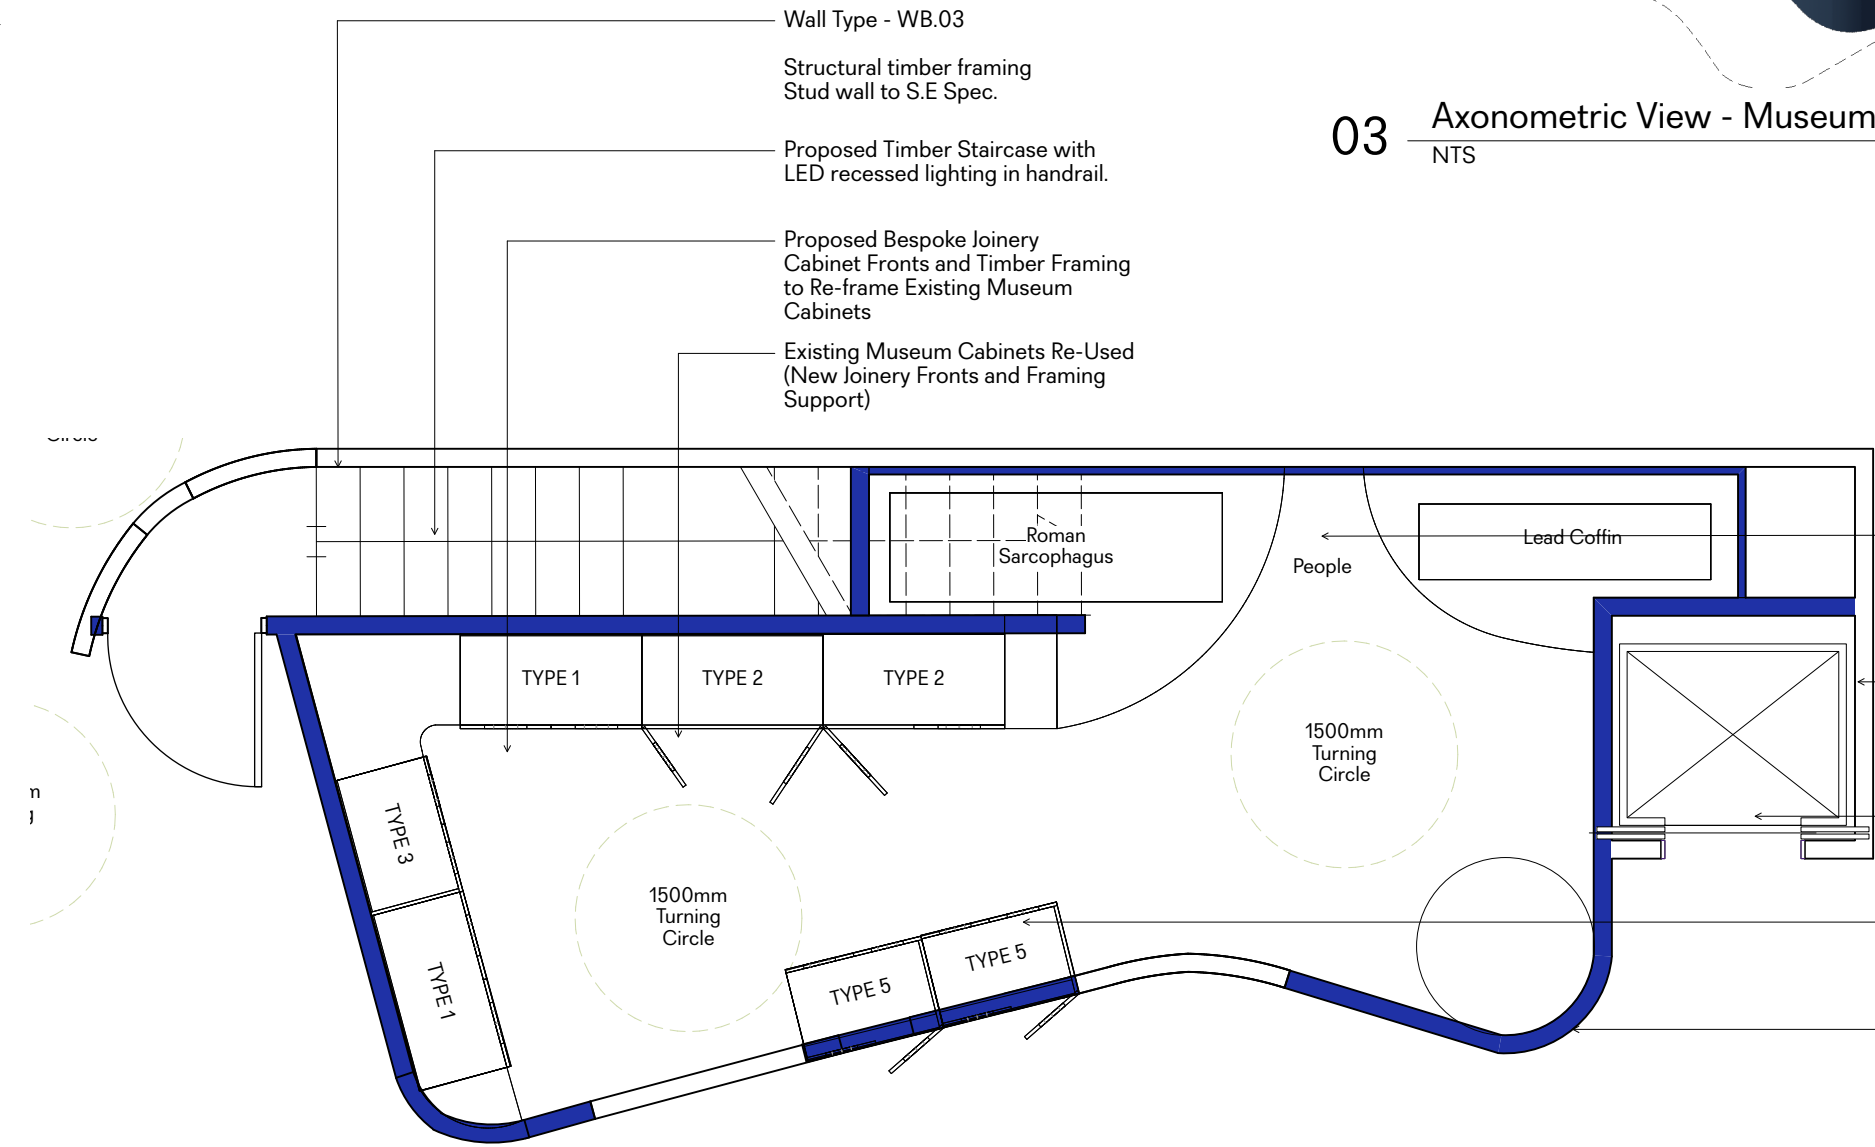 Wall Type - WB.03
Structural timber framing
Stud wall to S.E Spec.
Proposed Timber Staircase with
LED recessed lighting in handrail.
Proposed Bespoke Joinery
Cabinet Fronts and Timber Framing
to Re-frame Existing Museum
Cabinets
Existing Museum Cabinets Re-Used
(New Joinery Fronts and Framing
Support)
03
Axonometric View - Museum
NTS
Circle
Roman
Sarcophagus
People
Lead Coffin
TYPE 1
TYPE 2
TYPE 2
1500mm
Turning
Circle
TYPE 3
TYPE 1
1500mm
Turning
Circle
TYPE 5
TYPE 5
m
g